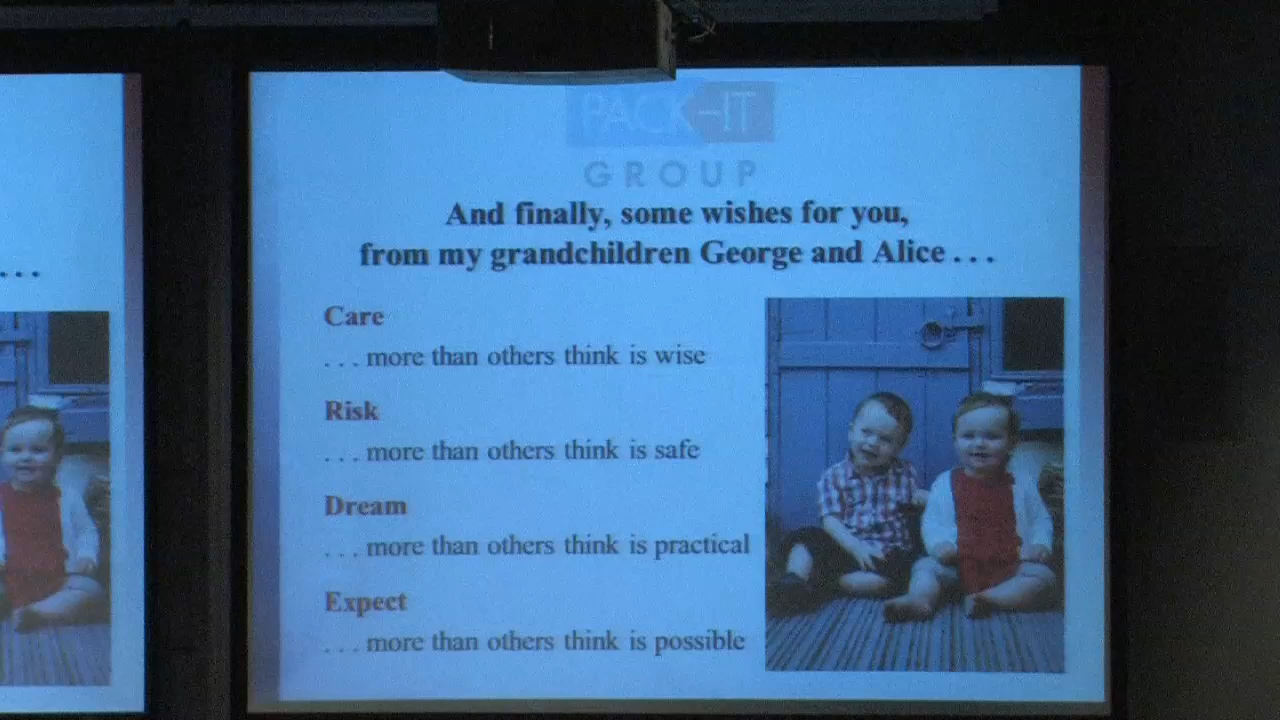 ...
PACK-IT
GROUP
And finally, some wishes for you,
from my grandchildren George and Alice . . .
Care
. . . more than others think is wise
Risk
. . . more than others think is safe
Dream
. . . more than others think is practical
Expect
. . . more than others think is possible